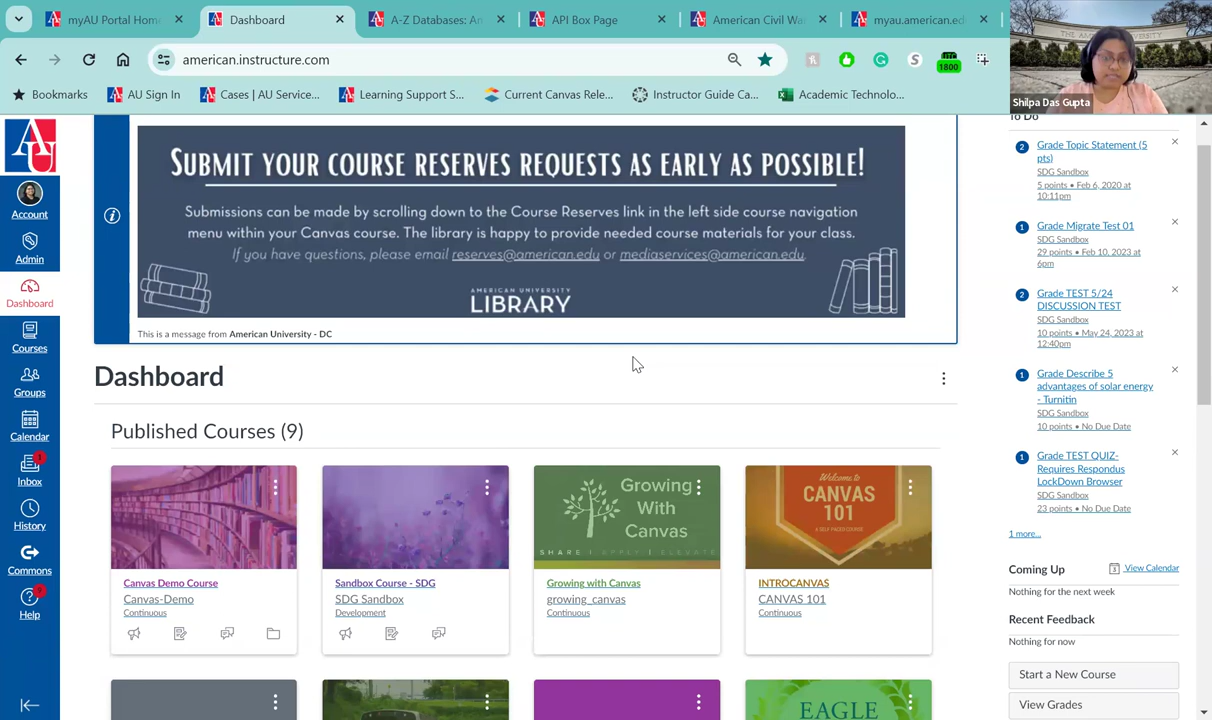 myAU Portal Hom
Dashboard
A-Z Databases: Am
API Box Page
American Civil Wa
myau.american.ed
american.instructure.com
1800
Bookmarks
AU Sign In
Cases | AU Service...
Learning Support S...
Current Canvas Rele...
Instructor Guide Ca...
Academic Technolo...
Shilpa Das Gupta
AU
Account
Admin
Dashboard
Courses
Groups
Calendar
Inbox
History
Commons
Help
SUBMIT YOUR COURSE RESERVES REQUESTS AS EARLY AS POSSIBLE!
Submissions can be made by scrolling down to the Course Reserves link in the left side course navigation
menu within your Canvas course. The library is happy to provide needed course materials for your class.
If you have questions, please email reserves@american.edu or mediaservices@american.edu.
AMERICAN UNIVERSITY
LIBRARY
This is a message from American University - DC
Dashboard
Published Courses (9)
Canvas Demo Course
Canvas-Demo
Continuous
Sandbox Course - SDG
SDG Sandbox
Development
Growing
With
Canvas
SHARE | APPLY | ELEVATE
Growing with Canvas
growing_canvas
Continuous
Welcome to
CANVAS
101
A SELF PACED COURSE
INTROCANVAS
CANVAS 101
Continuous
EAGLE
To Do
2
Grade Topic Statement (5
pts)
SDG Sandbox
5 points • Feb 6, 2020 at
10:11pm
1
Grade Migrate Test 01
SDG Sandbox
29 points • Feb 10, 2023 at
6pm
2
Grade TEST 5/24
DISCUSSION TEST
SDG Sandbox
10 points • May 24, 2023 at
12:40pm
1
Grade Describe 5
advantages of solar energy
- Turnitin
SDG Sandbox
10 points • No Due Date
1
Grade TEST QUIZ-
Requires Respondus
LockDown Browser
SDG Sandbox
23 points • No Due Date
1 more...
Coming Up
View Calendar
Nothing for the next week
Recent Feedback
Nothing for now
Start a New Course
View Grades